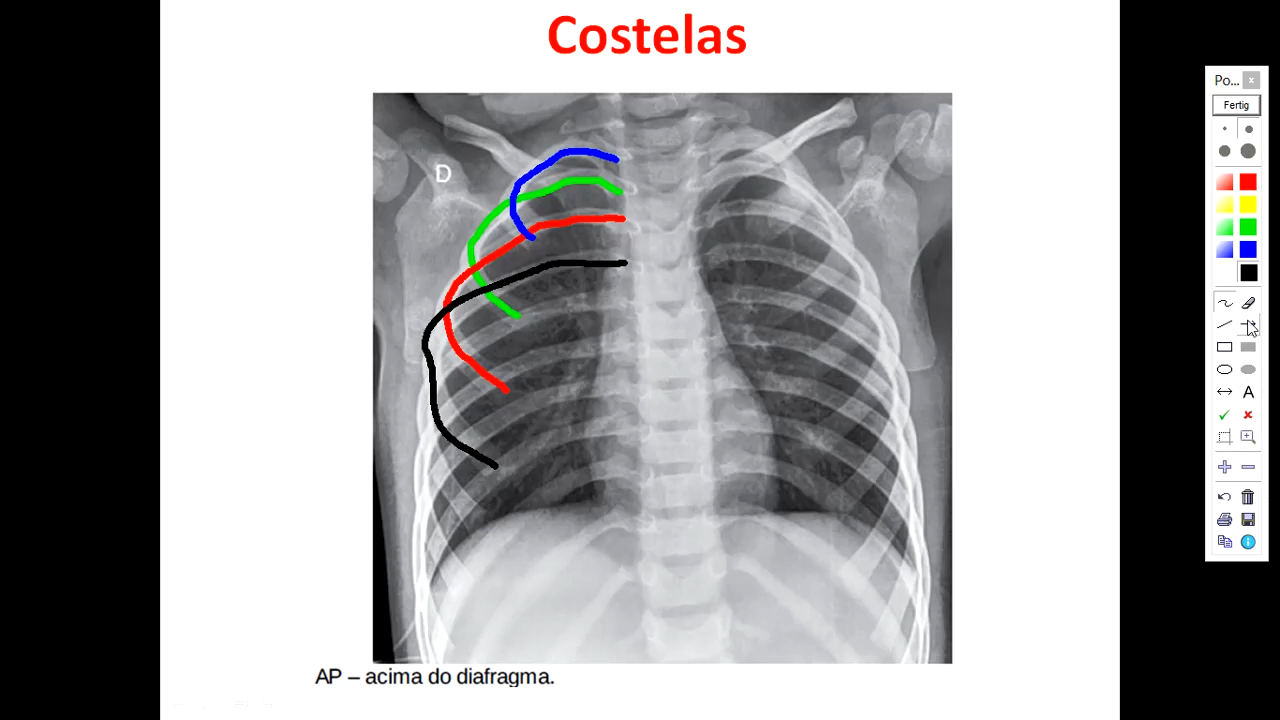 Costelas
Po...
Fertig
D
A
AP – acima do diafragma.